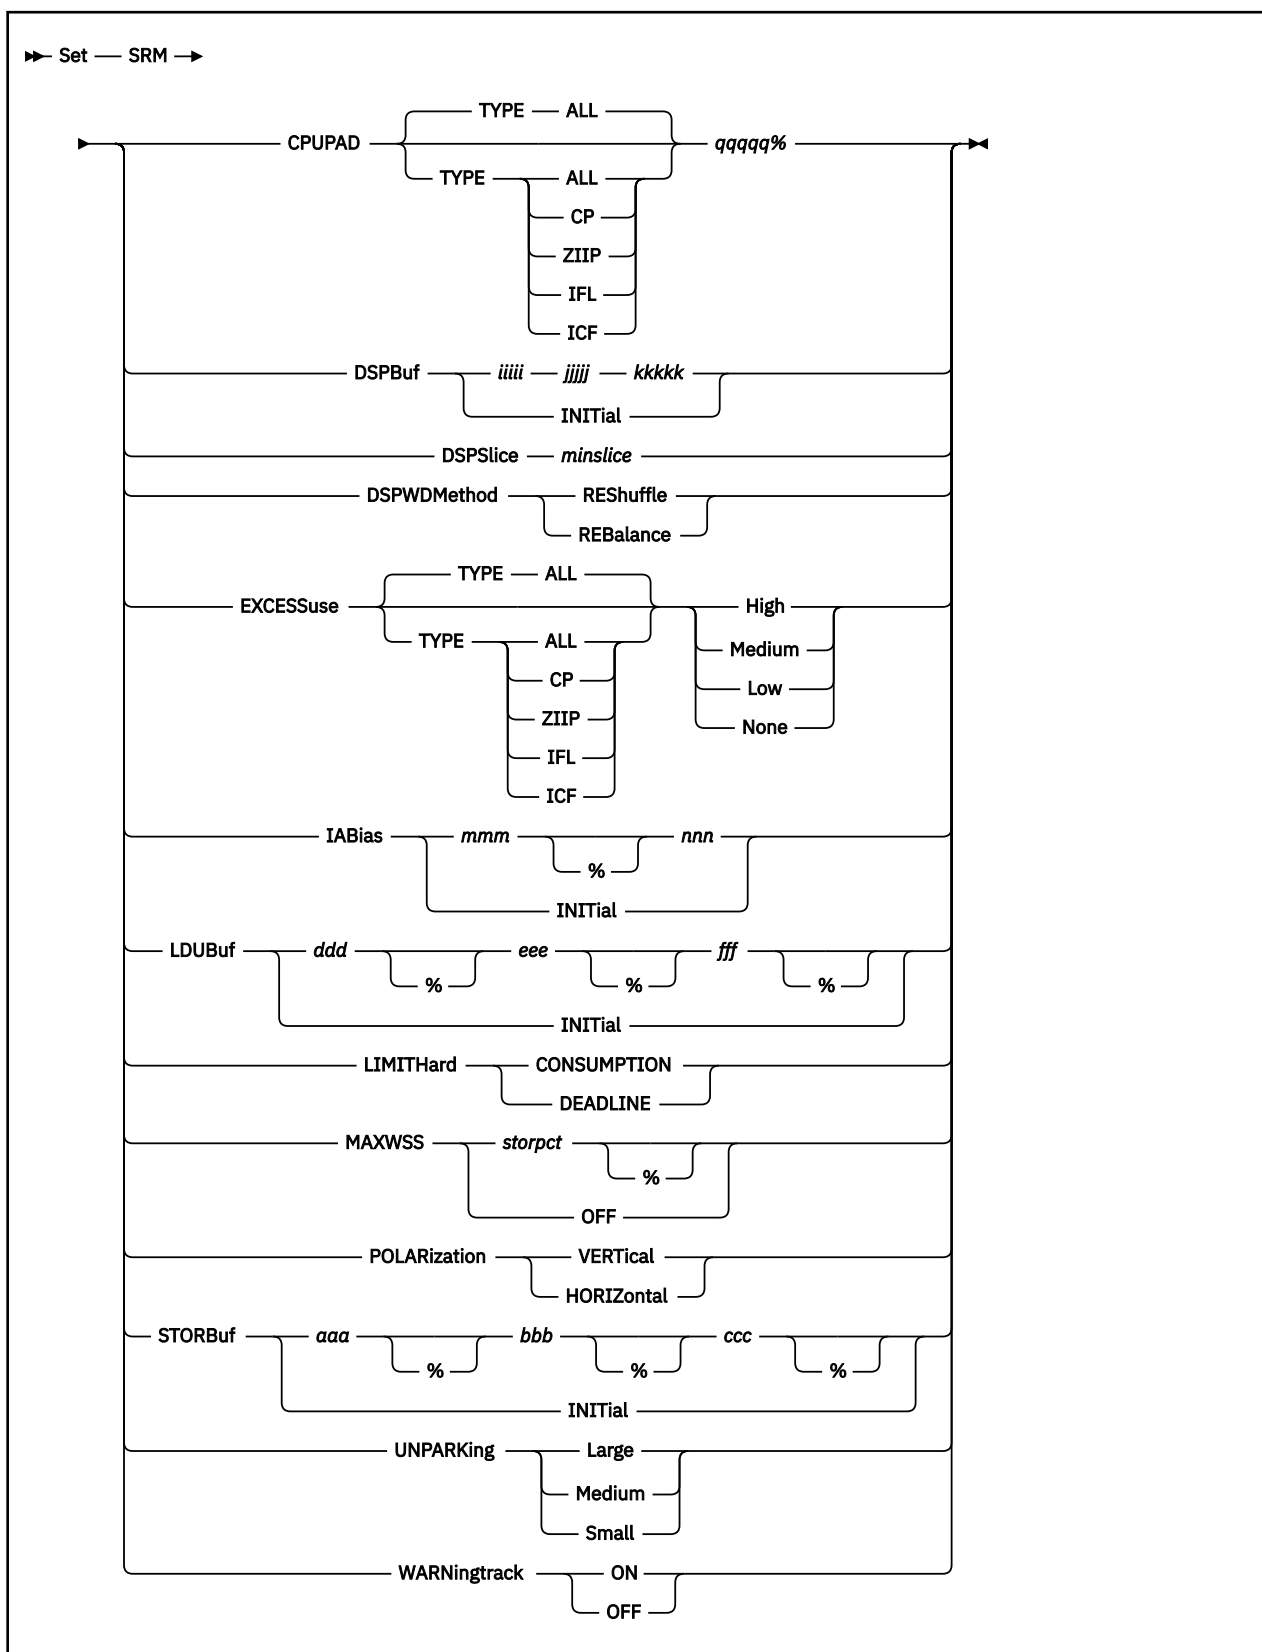 Set SRM
TYPE ALL
CPUPAD qqqqq%
TYPE ALL
CP
ZIIP
IFL
ICF
DSPBuf iiiii jjjjj kkkkk
INITial
DSPSlice minslice
DSPWDMethod REShuffle
REBalance
TYPE ALL
EXCESSuse High
TYPE ALL Medium
CP Low
ZIIP None
IFL
ICF
IABias mmm nnn
%
INITial
LDUBuf ddd eee fff
% % %
INITial
LIMITHard CONSUMPTION
DEADLINE
MAXWSS storpct
%
OFF
POLARization VERTical
HORIZontal
STORBuf aaa bbb ccc
% % %
INITial
UNPARKing Large
Medium
Small
WARNingtrack ON
OFF